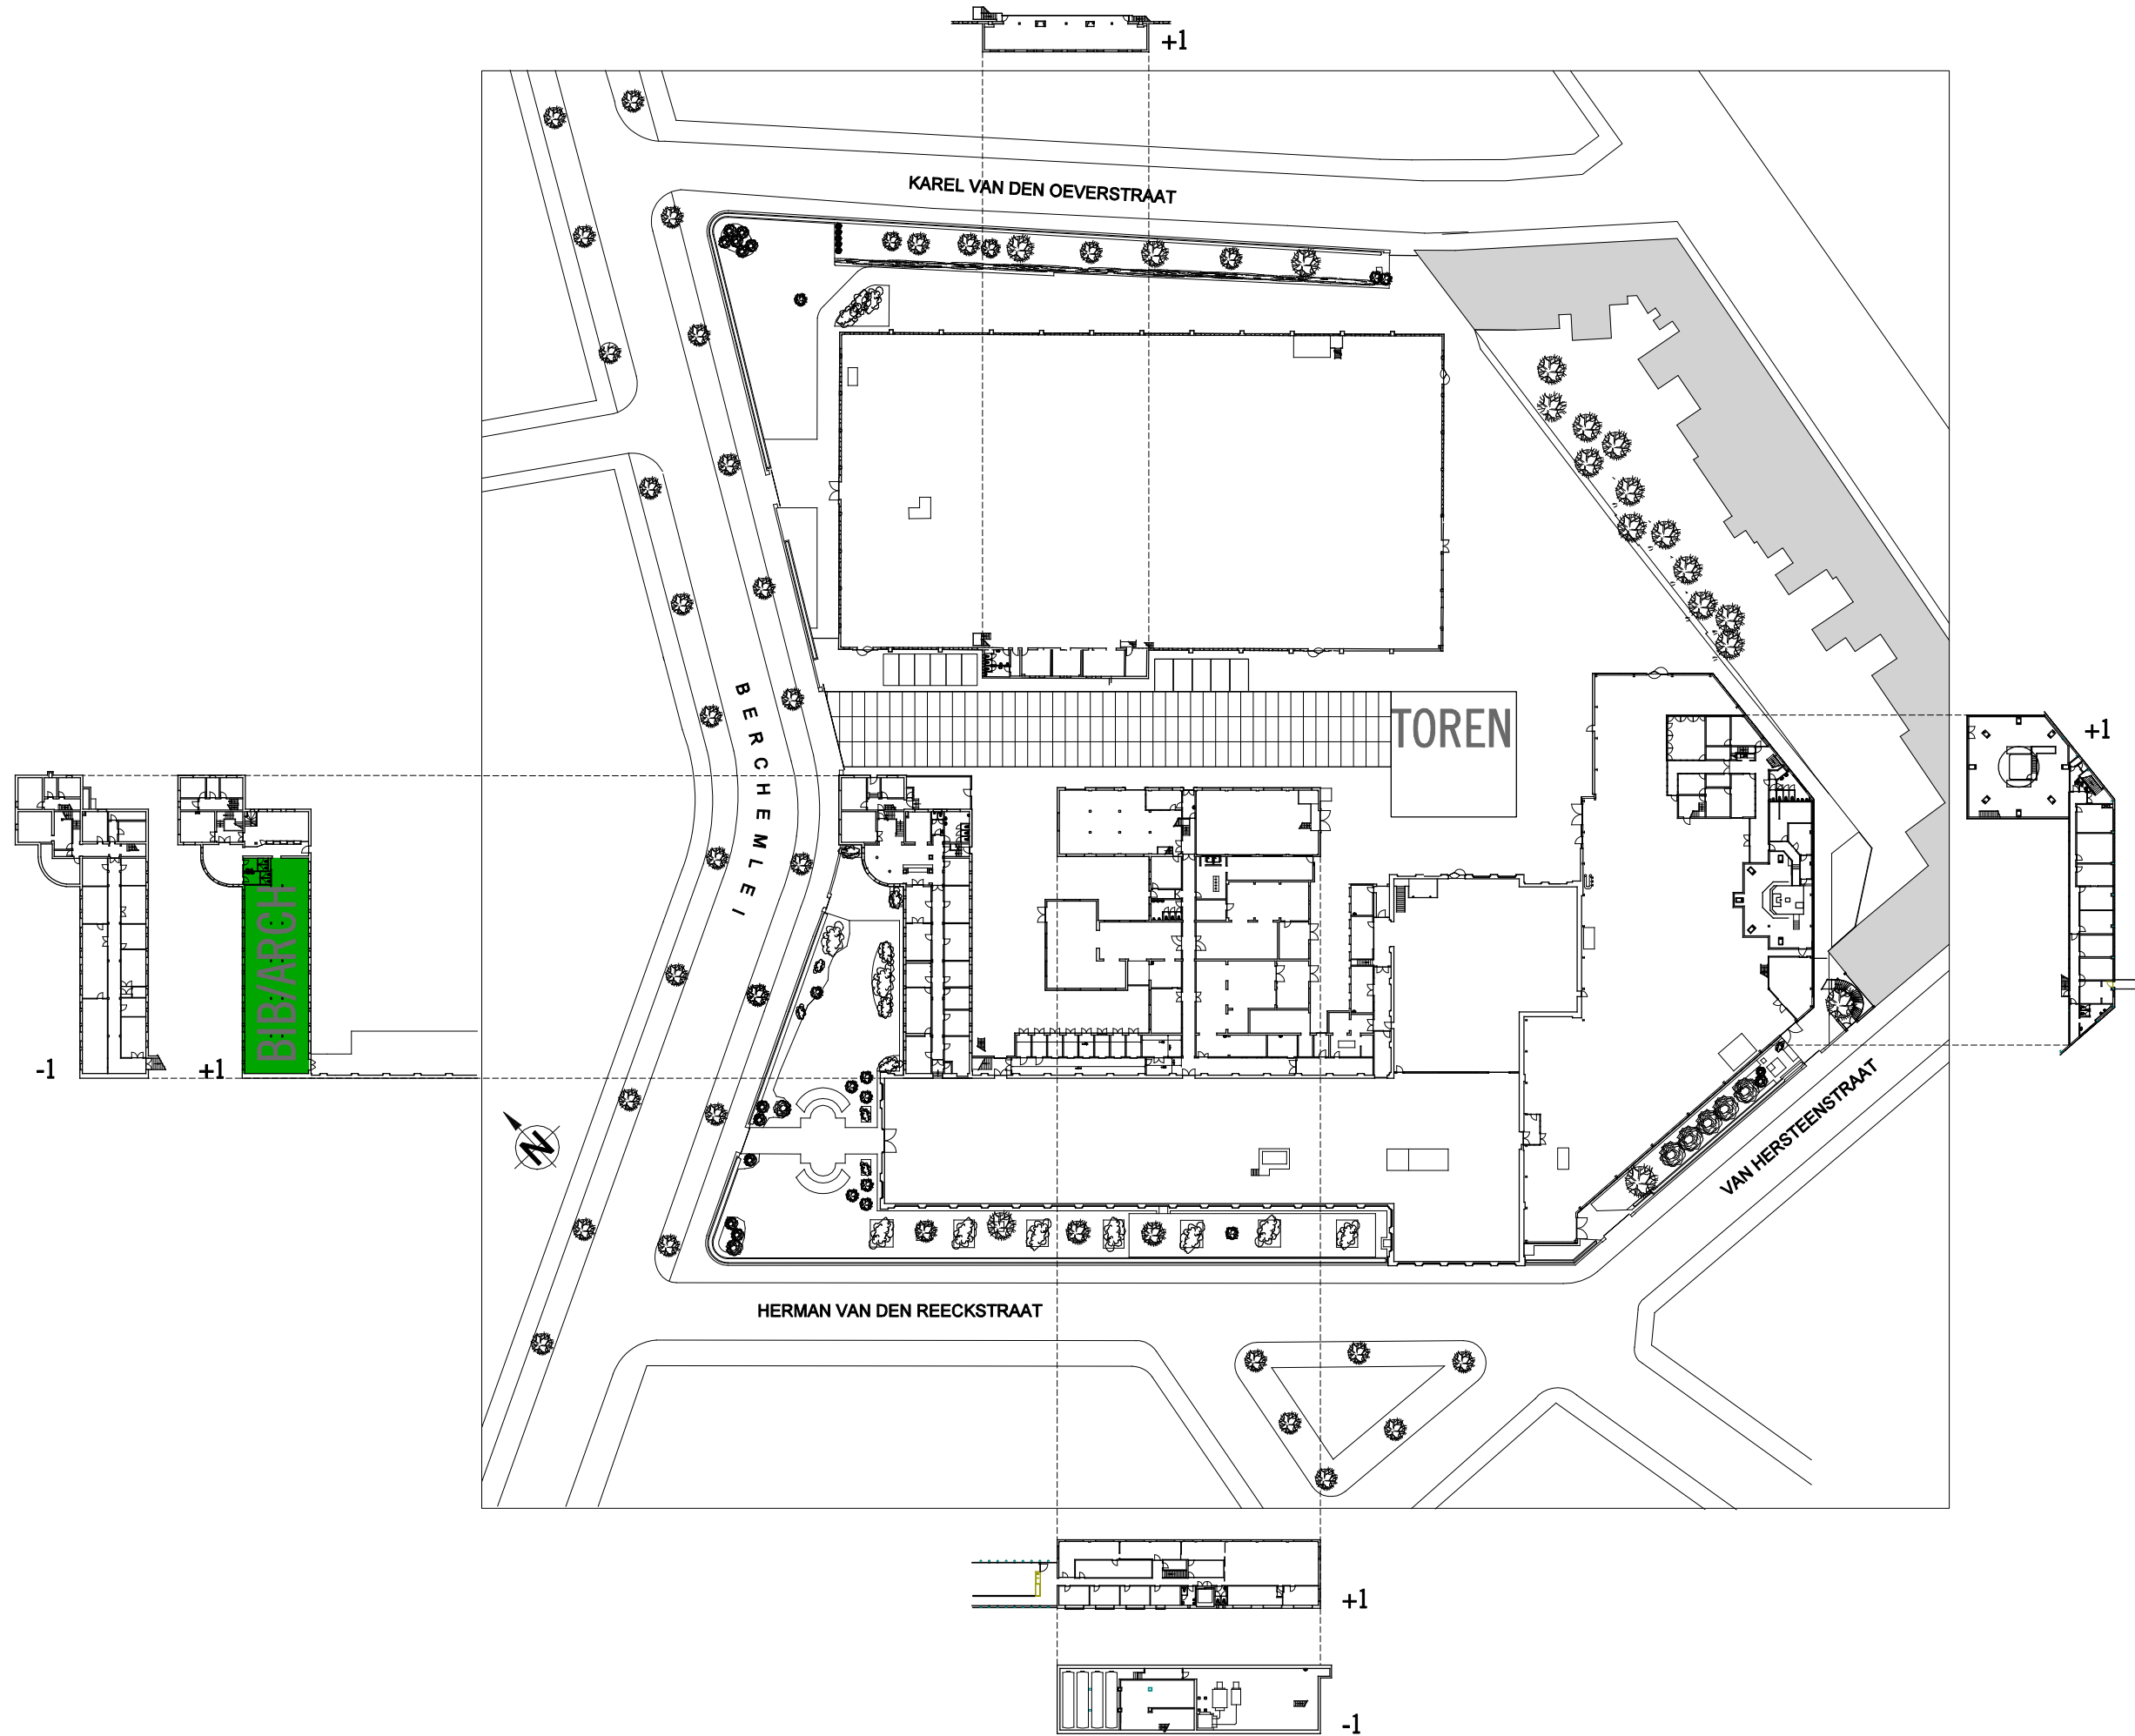 +1
KAREL VAN DEN OEVERSTRAAT
BERCHEMLEI
TOREN
+1
BIB/ARCH
-1
+1
N
VAN HERSTEENSTRAAT
HERMAN VAN DEN REECKSTRAAT
+1
-1